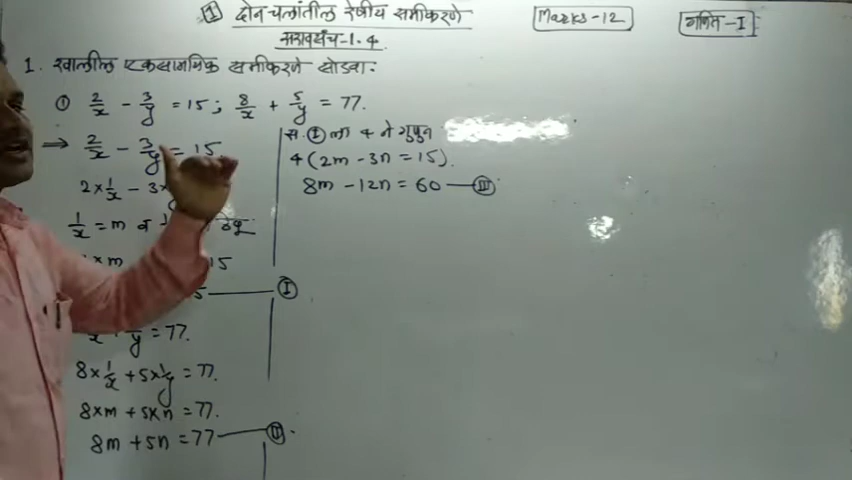 ① दोन चलांतील रेषीय समीकरणे
Marks-12
गणित-I
सरावसंच-1.4
1. खालील एकसामयिक समीकरणे सोडवा.
① 2/x - 3/y = 15; 8/x + 5/y = 77.
⇒ 2/x - 3/y = 15
2×1/x - 3×
1/x = m व ठेवू
×m 15
5 — Ⓘ
x + y = 77.
8×1/x + 5×1/y = 77.
8×m + 5×n = 77.
8m + 5n = 77 — Ⓘⓘ.
स. Ⓘ ला 4 ने गुणून
4(2m - 3n = 15).
8m - 12n = 60 — (III)